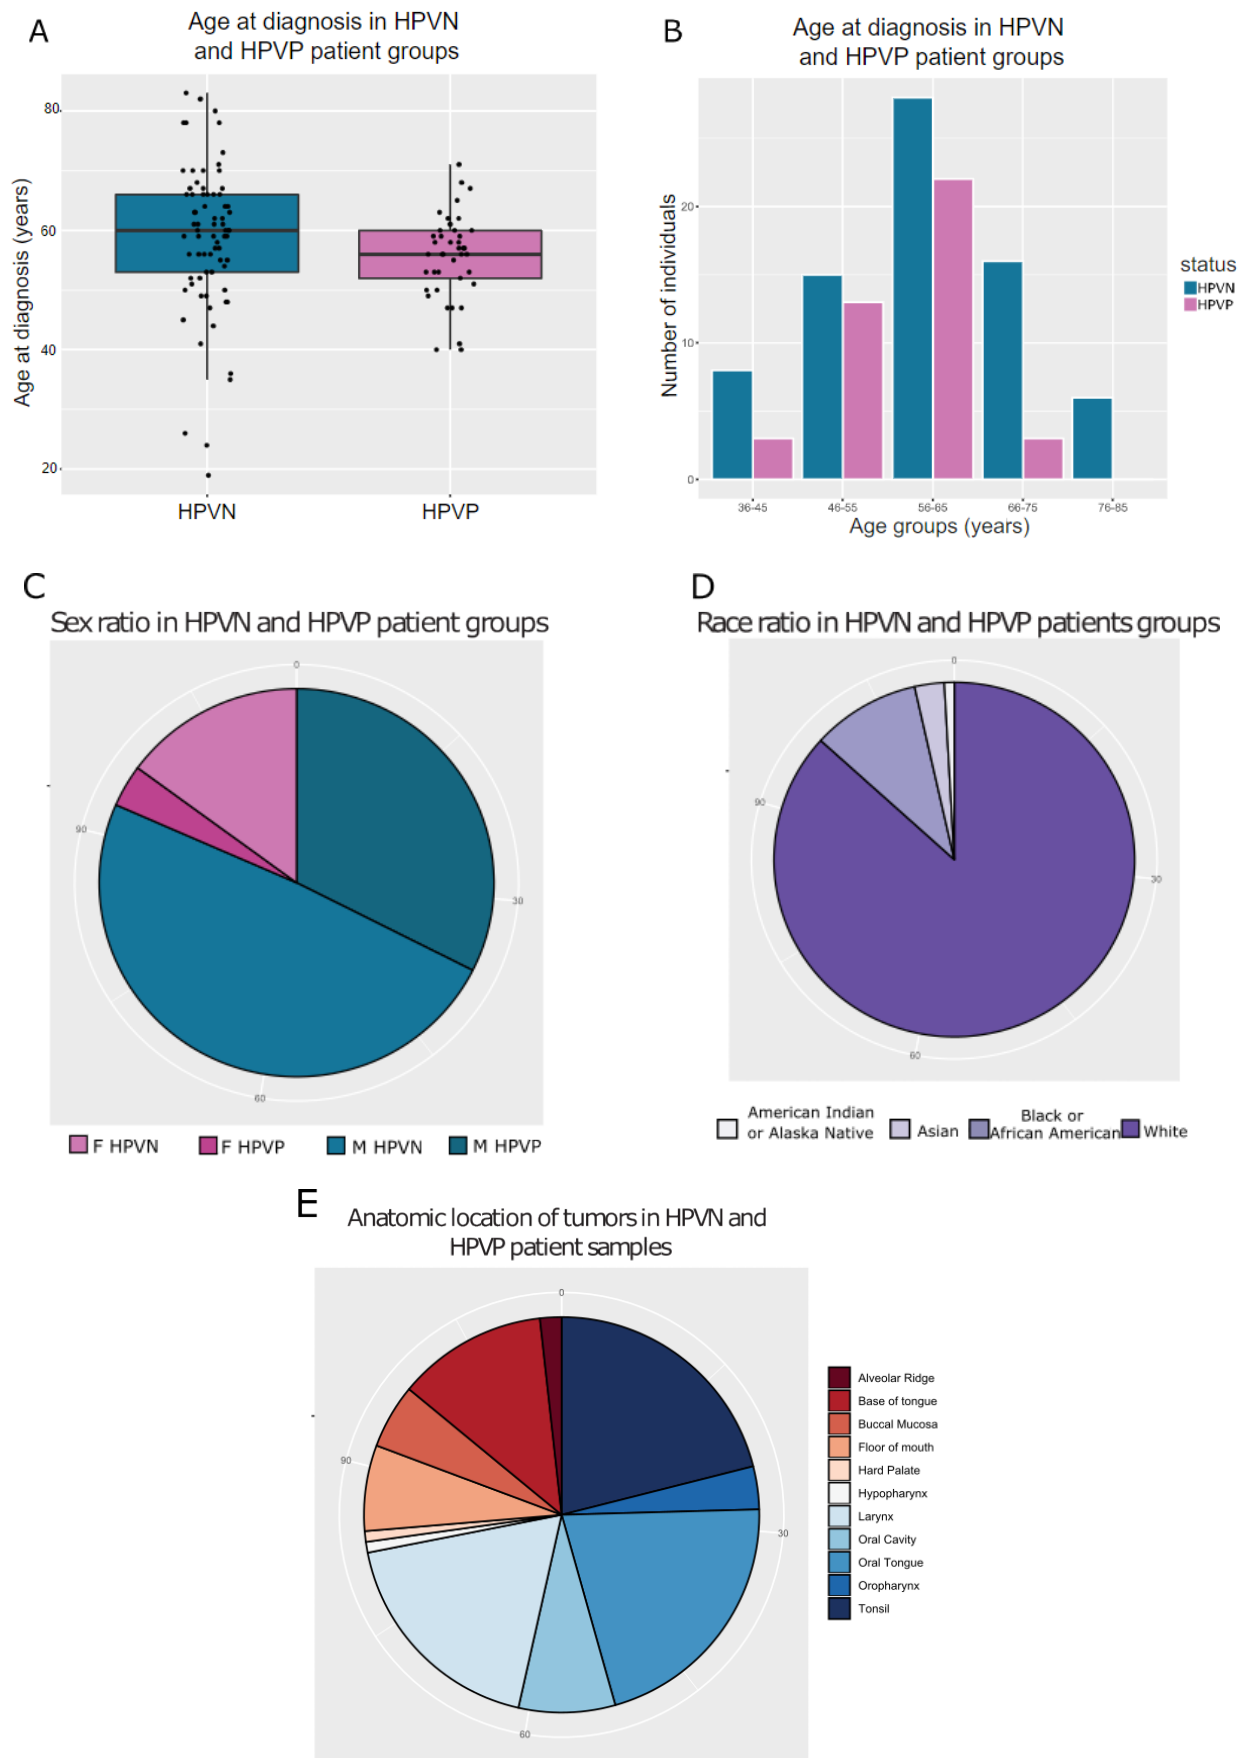 A
Age at diagnosis in HPVN
and HPVP patient groups
Age at diagnosis (years)
80
60
40
20
HPVN
HPVP
B
Age at diagnosis in HPVN
and HPVP patient groups
Number of individuals
20
10
0
36-45
46-55
56-65
66-75
76-85
Age groups (years)
status
HPVN
HPVP
C
Sex ratio in HPVN and HPVP patient groups
0
30
60
90
F HPVN
F HPVP
M HPVN
M HPVP
D
Race ratio in HPVN and HPVP patients groups
0
30
60
90
American Indian
or Alaska Native
Asian
Black or
African American
White
E
Anatomic location of tumors in HPVN and
HPVP patient samples
0
30
60
90
Alveolar Ridge
Base of tongue
Buccal Mucosa
Floor of mouth
Hard Palate
Hypopharynx
Larynx
Oral Cavity
Oral Tongue
Oropharynx
Tonsil